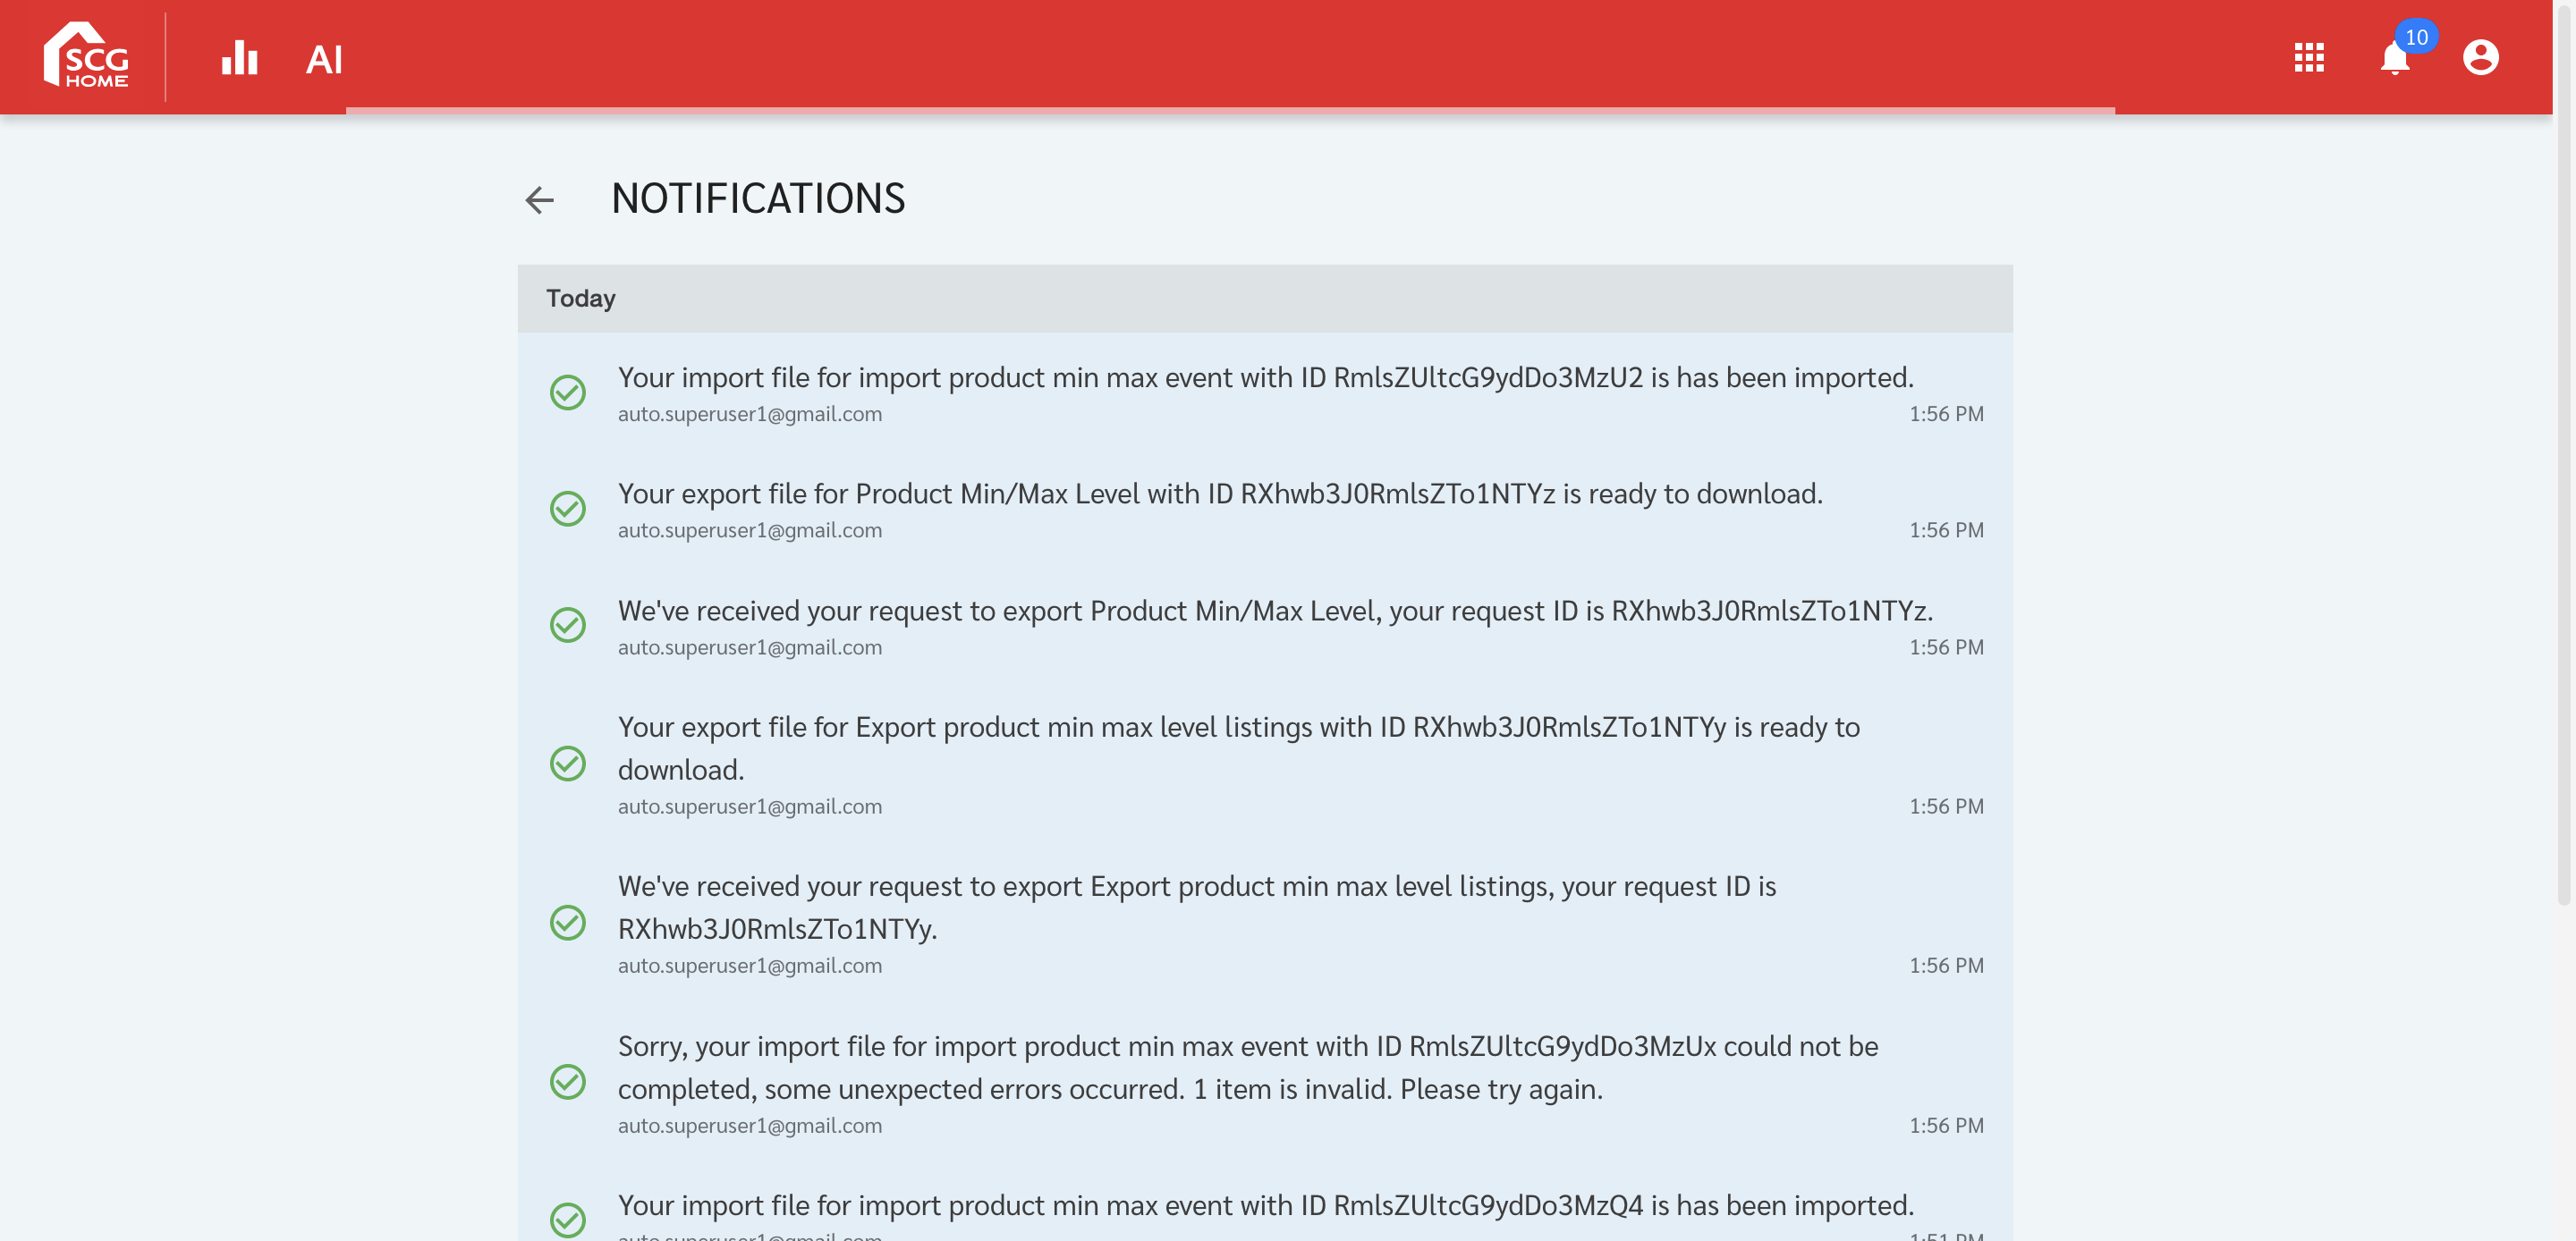 SCG
HOME
AI
10
NOTIFICATIONS
Today
Your import file for import product min max event with ID RmlsZUltcG9ydDo3MzU2 is has been imported.
auto.superuser1@gmail.com 1:56 PM
Your export file for Product Min/Max Level with ID RXhwb3J0RmlsZTo1NTYz is ready to download.
auto.superuser1@gmail.com 1:56 PM
We've received your request to export Product Min/Max Level, your request ID is RXhwb3J0RmlsZTo1NTYz.
auto.superuser1@gmail.com 1:56 PM
Your export file for Export product min max level listings with ID RXhwb3J0RmlsZTo1NTYy is ready to
download.
auto.superuser1@gmail.com 1:56 PM
We've received your request to export Export product min max level listings, your request ID is
RXhwb3J0RmlsZTo1NTYy.
auto.superuser1@gmail.com 1:56 PM
Sorry, your import file for import product min max event with ID RmlsZUltcG9ydDo3MzUx could not be
completed, some unexpected errors occurred. 1 item is invalid. Please try again.
auto.superuser1@gmail.com 1:56 PM
Your import file for import product min max event with ID RmlsZUltcG9ydDo3MzQ4 is has been imported.
auto.superuser1@gmail.com 1:51 PM